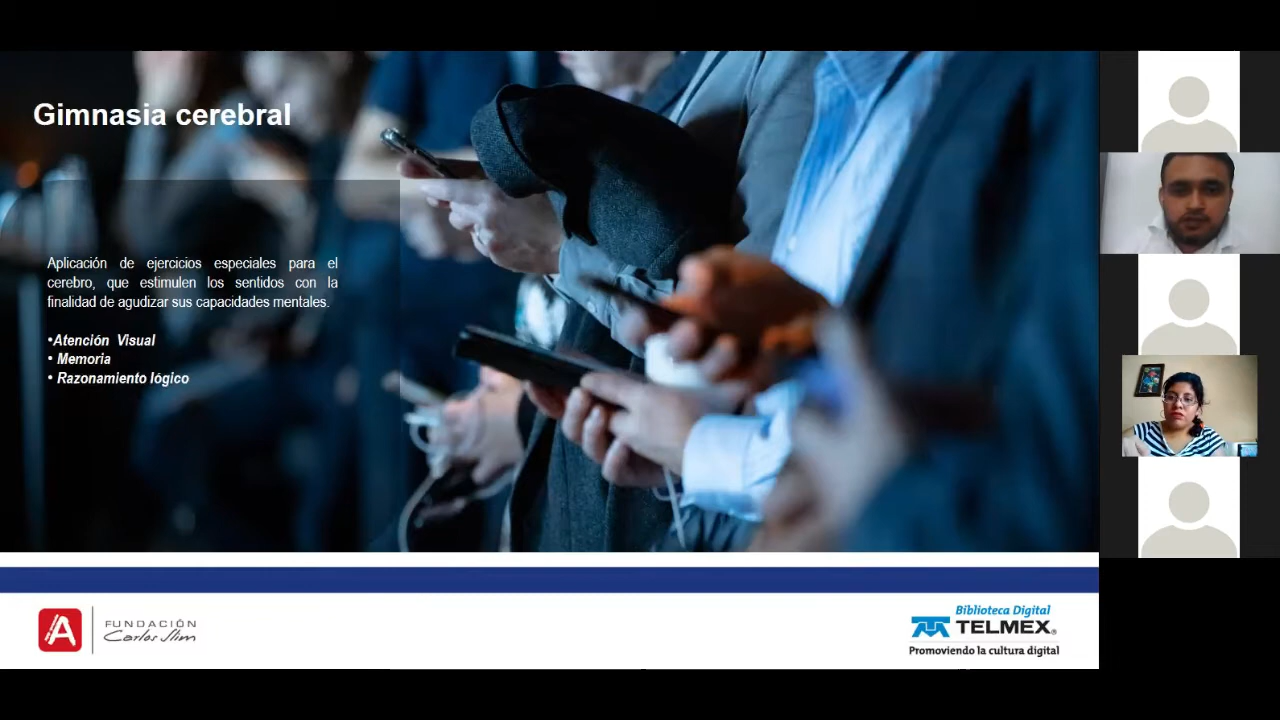 Gimnasia cerebral
Aplicación de ejercicios especiales para el
cerebro, que estimulen los sentidos con la
finalidad de agudizar sus capacidades mentales.
•Atención Visual
• Memoria
• Razonamiento lógico
FUNDACIÓN
Carlos Slim
Biblioteca Digital
TELMEX®
Promoviendo la cultura digital